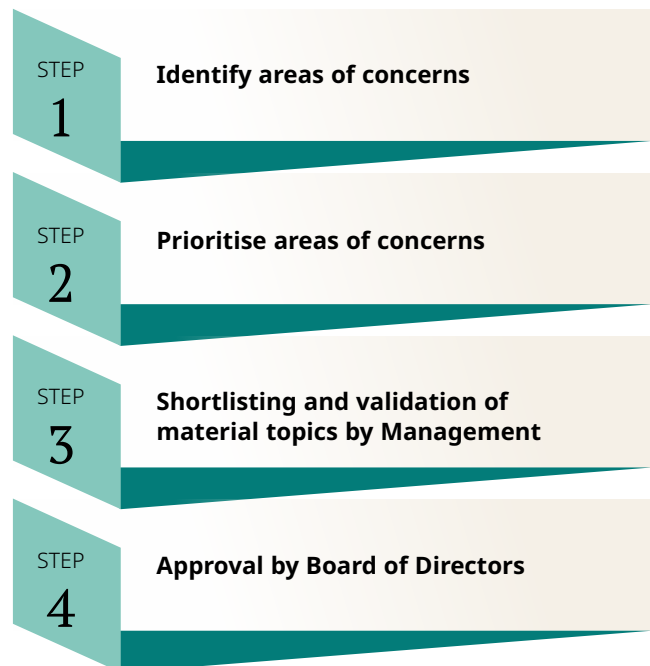 STEP
1
Identify areas of concerns
STEP
2
Prioritise areas of concerns
STEP
3
Shortlisting and validation of
material topics by Management
STEP
4
Approval by Board of Directors